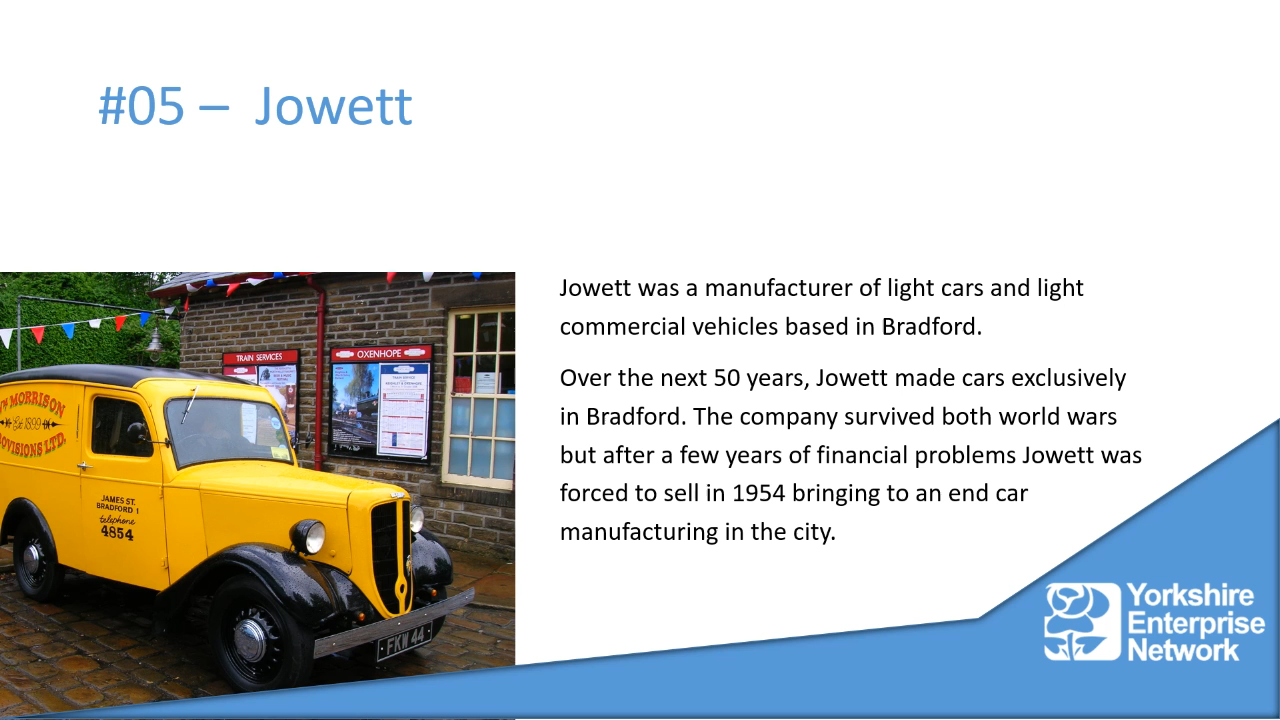 #05 – Jowett
Jowett was a manufacturer of light cars and light
commercial vehicles based in Bradford.
Over the next 50 years, Jowett made cars exclusively
in Bradford. The company survived both world wars
but after a few years of financial problems Jowett was
forced to sell in 1954 bringing to an end car
manufacturing in the city.
TRAIN SERVICES
OXENHOPE
MORRISON
Est 1899
OVISIONS LTD.
JAMES ST.
BRADFORD 1
telephone
4854
FKW 44
Yorkshire
Enterprise
Network